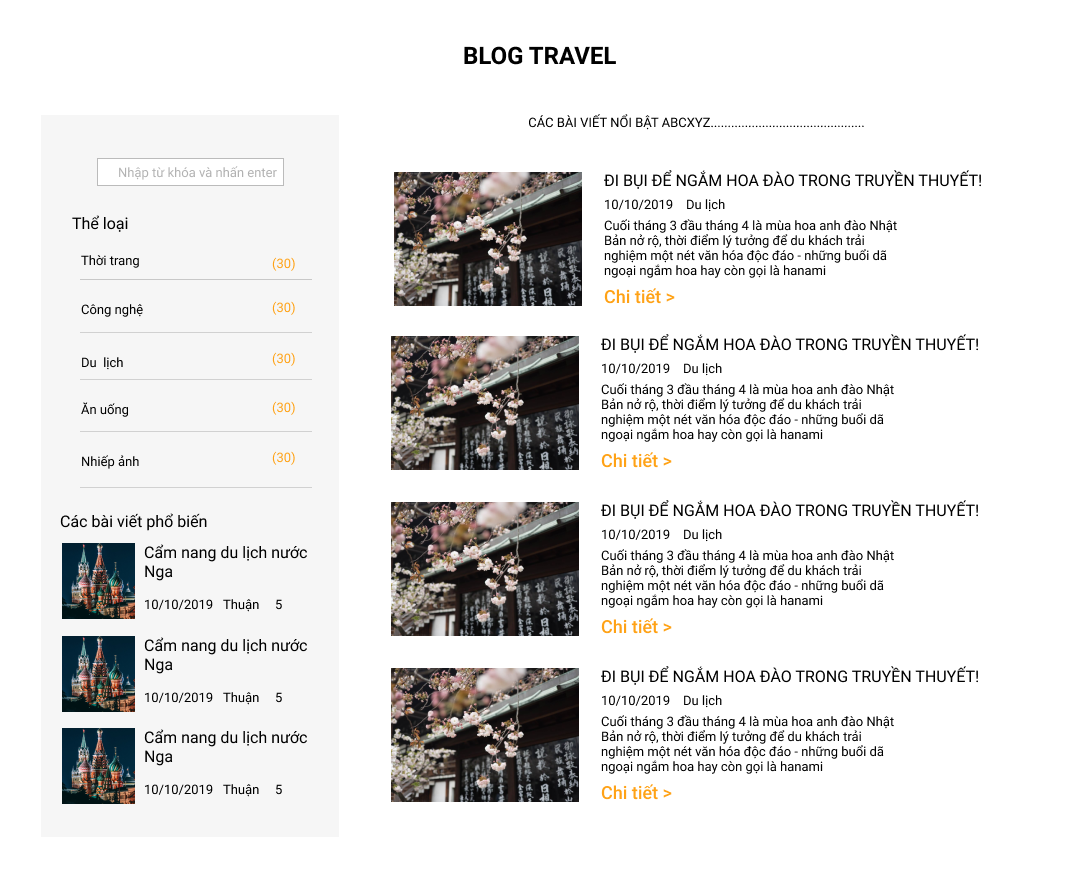 BLOG TRAVEL
Nhập từ khóa và nhấn enter
Thể loại
Thời trang (30)
Công nghệ (30)
Du  lịch (30)
Ăn uống (30)
Nhiếp ảnh (30)
Các bài viết phổ biến
Cẩm nang du lịch nước
Nga
10/10/2019 Thuận 5
Cẩm nang du lịch nước
Nga
10/10/2019 Thuận 5
Cẩm nang du lịch nước
Nga
10/10/2019 Thuận 5
CÁC BÀI VIẾT NỔI BẬT ABCXYZ.............................................
ĐI BỤI ĐỂ NGẮM HOA ĐÀO TRONG TRUYỀN THUYẾT!
10/10/2019 Du lịch
Cuối tháng 3 đầu tháng 4 là mùa hoa anh đào Nhật
Bản nở rộ, thời điểm lý tưởng để du khách trải
nghiệm một nét văn hóa độc đáo - những buổi dã
ngoại ngắm hoa hay còn gọi là hanami
Chi tiết >
ĐI BỤI ĐỂ NGẮM HOA ĐÀO TRONG TRUYỀN THUYẾT!
10/10/2019 Du lịch
Cuối tháng 3 đầu tháng 4 là mùa hoa anh đào Nhật
Bản nở rộ, thời điểm lý tưởng để du khách trải
nghiệm một nét văn hóa độc đáo - những buổi dã
ngoại ngắm hoa hay còn gọi là hanami
Chi tiết >
ĐI BỤI ĐỂ NGẮM HOA ĐÀO TRONG TRUYỀN THUYẾT!
10/10/2019 Du lịch
Cuối tháng 3 đầu tháng 4 là mùa hoa anh đào Nhật
Bản nở rộ, thời điểm lý tưởng để du khách trải
nghiệm một nét văn hóa độc đáo - những buổi dã
ngoại ngắm hoa hay còn gọi là hanami
Chi tiết >
ĐI BỤI ĐỂ NGẮM HOA ĐÀO TRONG TRUYỀN THUYẾT!
10/10/2019 Du lịch
Cuối tháng 3 đầu tháng 4 là mùa hoa anh đào Nhật
Bản nở rộ, thời điểm lý tưởng để du khách trải
nghiệm một nét văn hóa độc đáo - những buổi dã
ngoại ngắm hoa hay còn gọi là hanami
Chi tiết >